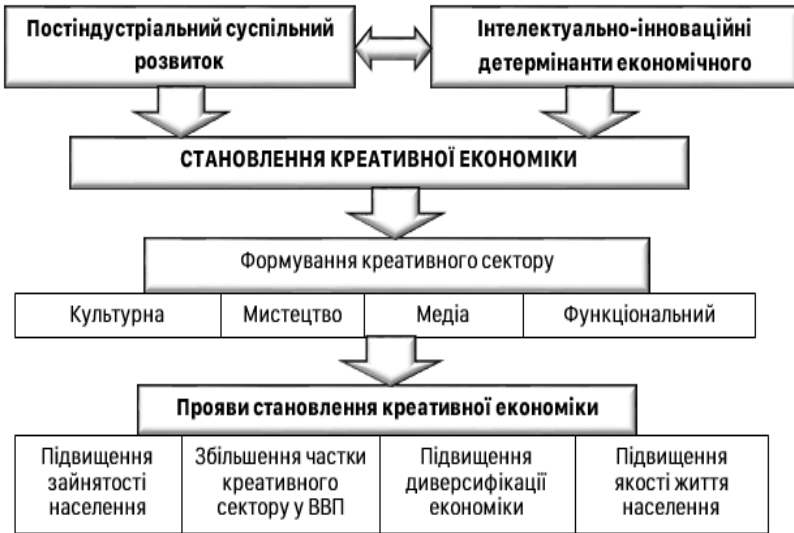 Постіндустріальний суспільний
розвиток
Інтелектуально-інноваційні
детермінанти економічного
СТАНОВЛЕННЯ КРЕАТИВНОЇ ЕКОНОМІКИ
Формування креативного сектору
Культурна
Мистецтво
Медіа
Функціональний
Прояви становлення креативної економіки
Підвищення
зайнятості
населення
Збільшення частки
креативного
сектору у ВВП
Підвищення
диверсифікації
економіки
Підвищення
якості життя
населення